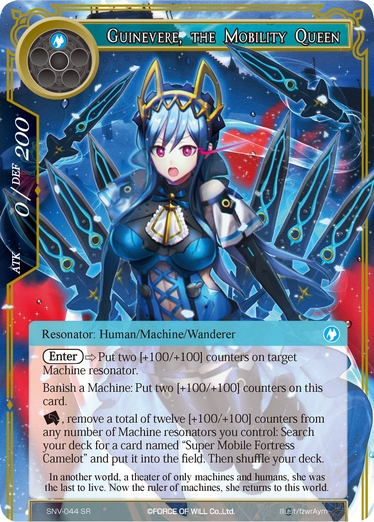 Guinevere, the Mobility Queen
ATK 0 / DEF 200
Resonator: Human/Machine/Wanderer
Enter ⇨ Put two [+100/+100] counters on target
Machine resonator.
Banish a Machine: Put two [+100/+100] counters on this
card.
, remove a total of twelve [+100/+100] counters from
any number of Machine resonators you control: Search
your deck for a card named "Super Mobile Fortress
Camelot" and put it into the field. Then shuffle your deck.
In another world, a theater of only machines and humans, she was
the last to live. Now the ruler of machines, she returns to this world.
SNV-044 SR
©FORCE OF WILL Co.,Ltd.